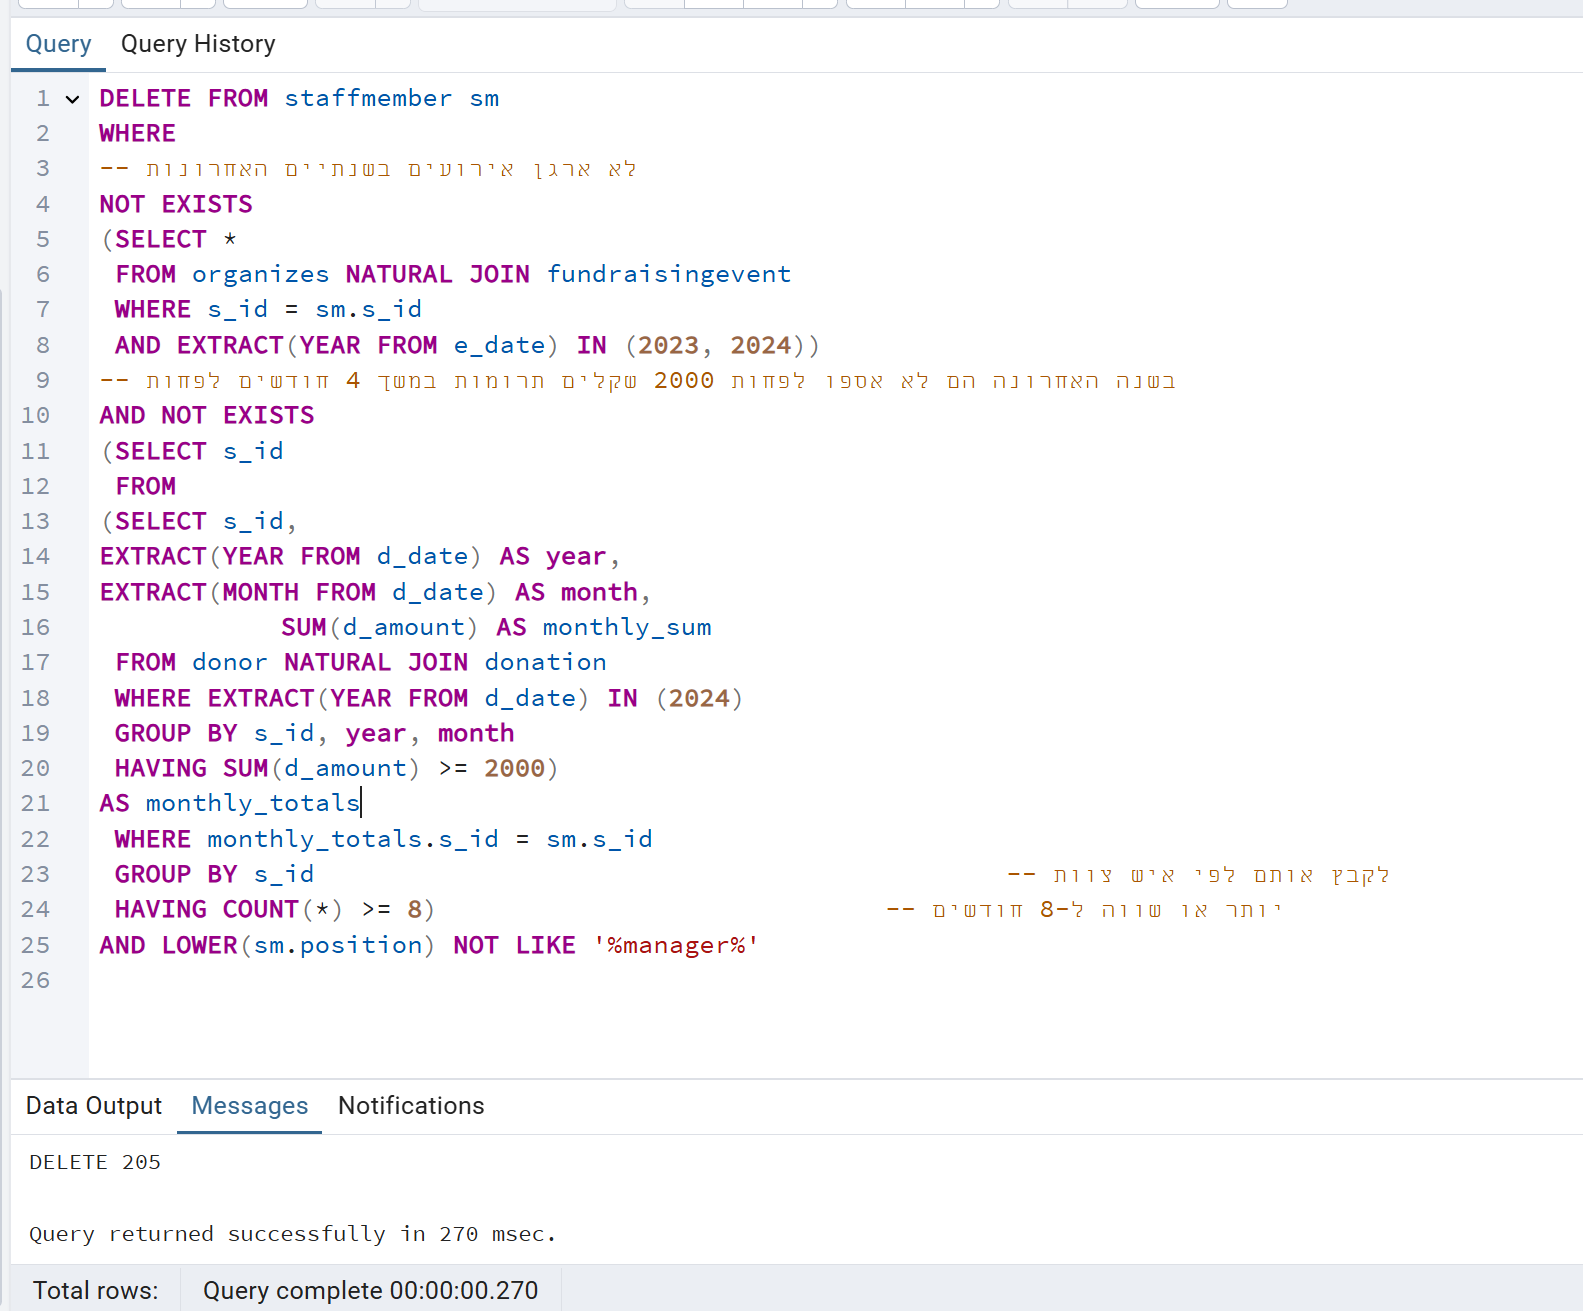 Query Query History
1 DELETE FROM staffmember sm
2 WHERE
3 -- לא ארגן אירועים בשנתיים האחרונות
4 NOT EXISTS
5 (SELECT *
6 FROM organizes NATURAL JOIN fundraisingevent
7 WHERE s_id = sm.s_id
8 AND EXTRACT(YEAR FROM e_date) IN (2023, 2024))
9 -- בשנה האחרונה הם לא אספו לפחות 2000 שקלים תרומות במשך 4 חודשים לפחות
10 AND NOT EXISTS
11 (SELECT s_id
12 FROM
13 (SELECT s_id,
14 EXTRACT(YEAR FROM d_date) AS year,
15 EXTRACT(MONTH FROM d_date) AS month,
16 SUM(d_amount) AS monthly_sum
17 FROM donor NATURAL JOIN donation
18 WHERE EXTRACT(YEAR FROM d_date) IN (2024)
19 GROUP BY s_id, year, month
20 HAVING SUM(d_amount) >= 2000)
21 AS monthly_totals
22 WHERE monthly_totals.s_id = sm.s_id
23 GROUP BY s_id -- לקבץ אותם לפי איש צוות
24 HAVING COUNT(*) >= 8) -- יותר או שווה ל-8 חודשים
25 AND LOWER(sm.position) NOT LIKE '%manager%'
26
Data Output Messages Notifications
DELETE 205
Query returned successfully in 270 msec.
Total rows: Query complete 00:00:00.270